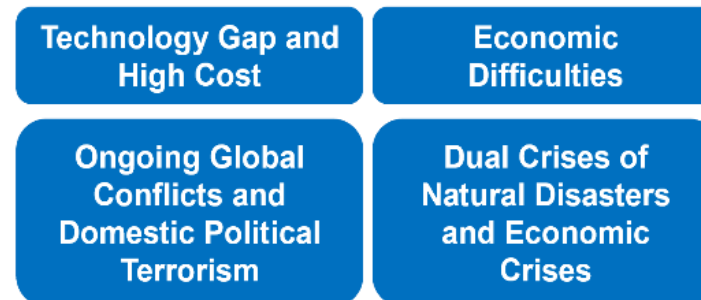 Technology Gap and
High Cost
Economic
Difficulties
Ongoing Global
Conflicts and
Domestic Political
Terrorism
Dual Crises of
Natural Disasters
and Economic
Crises